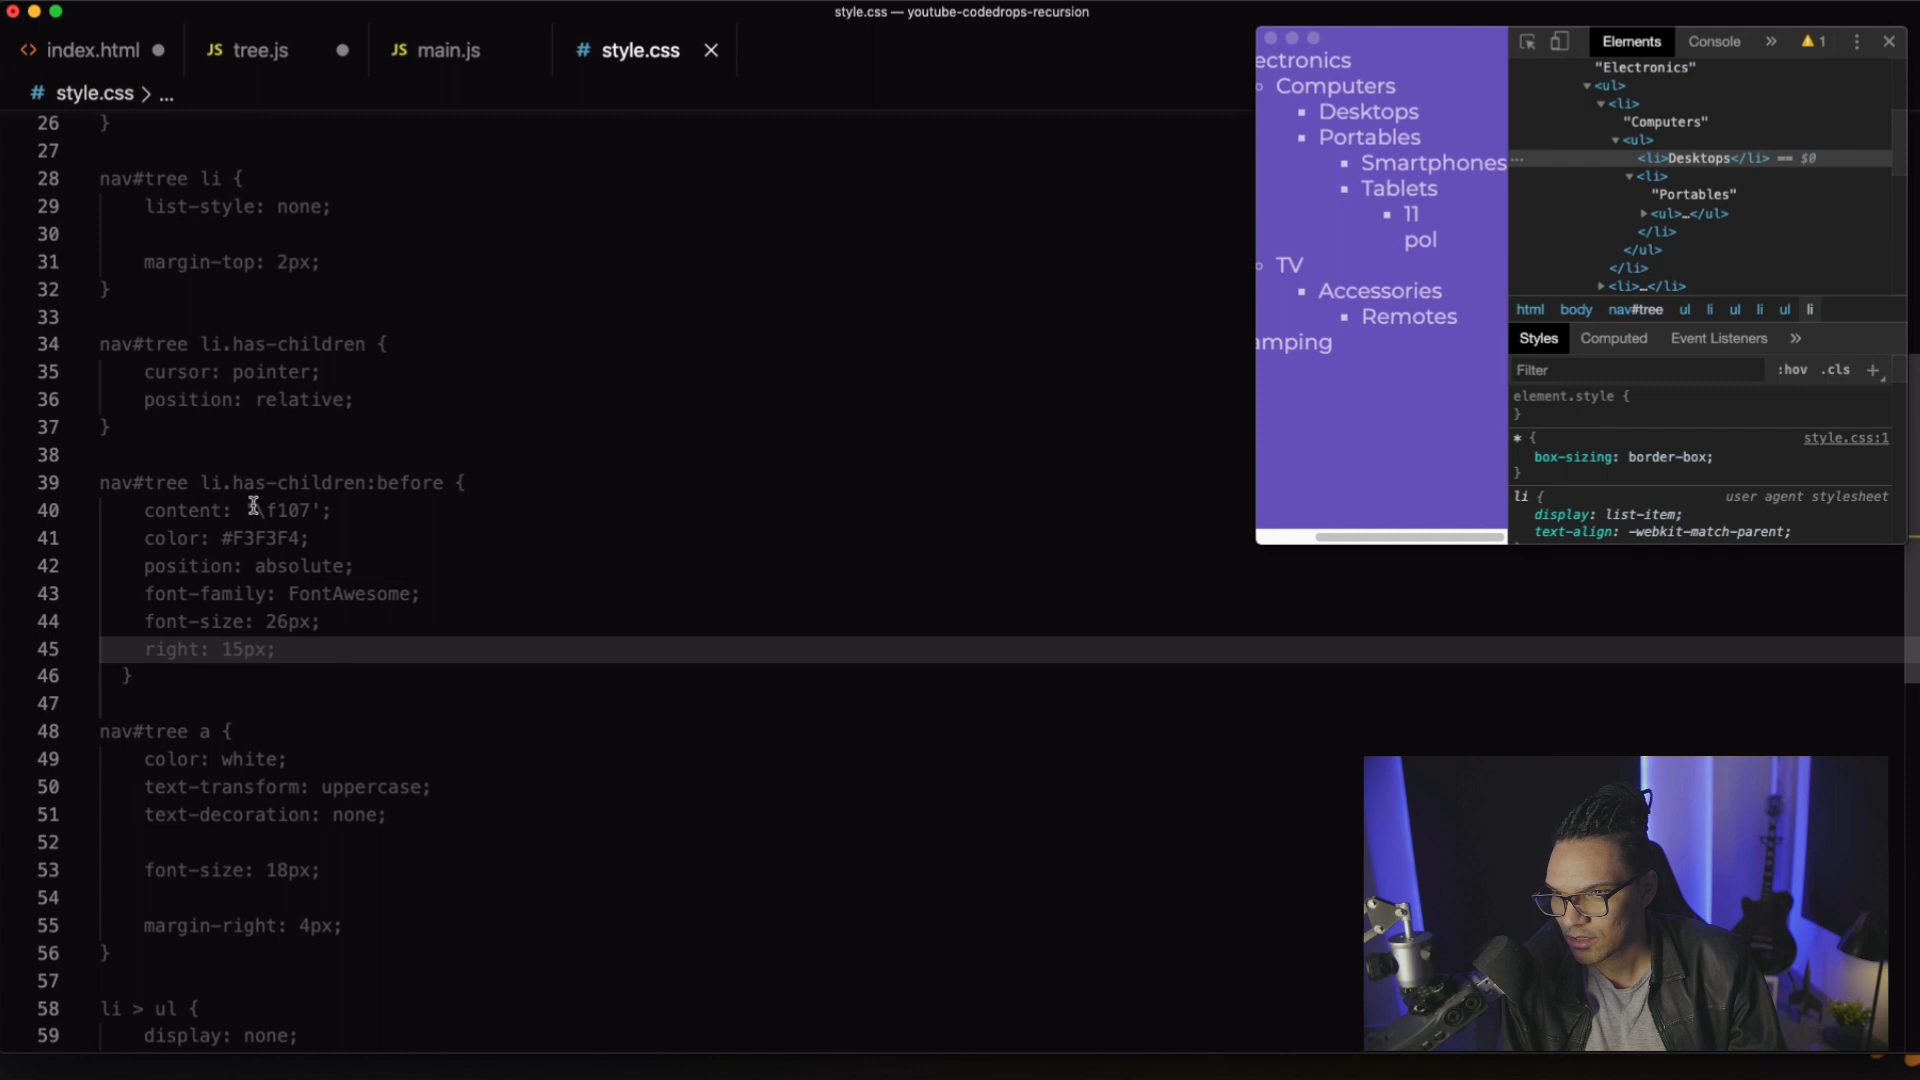 style.css — youtube-codedrops-recursion
<> index.html
JS tree.js
JS main.js
# style.css
# style.css > ...
26 }
27
28 nav#tree li {
29 list-style: none;
30
31 margin-top: 2px;
32 }
33
34 nav#tree li.has-children {
35 cursor: pointer;
36 position: relative;
37 }
38
39 nav#tree li.has-children:before {
40 content: '\f107';
41 color: #F3F3F4;
42 position: absolute;
43 font-family: FontAwesome;
44 font-size: 26px;
45 right: 15px;
46 }
47
48 nav#tree a {
49 color: white;
50 text-transform: uppercase;
51 text-decoration: none;
52
53 font-size: 18px;
54
55 margin-right: 4px;
56 }
57
58 li > ul {
59 display: none;
ectronics
Computers
Desktops
Portables
Smartphones
Tablets
11
pol
TV
Accessories
Remotes
amping
Elements Console » 1
"Electronics"
<ul>
<li>
"Computers"
<ul>
<li>Desktops</li> == $0
<li>
"Portables"
<ul>…</ul>
</li>
</ul>
</li>
<li>…</li>
html body nav#tree ul li ul li ul li
Styles Computed Event Listeners »
Filter :hov .cls +
element.style {
}
* { style.css:1
box-sizing: border-box;
}
li { user agent stylesheet
display: list-item;
text-align: -webkit-match-parent;